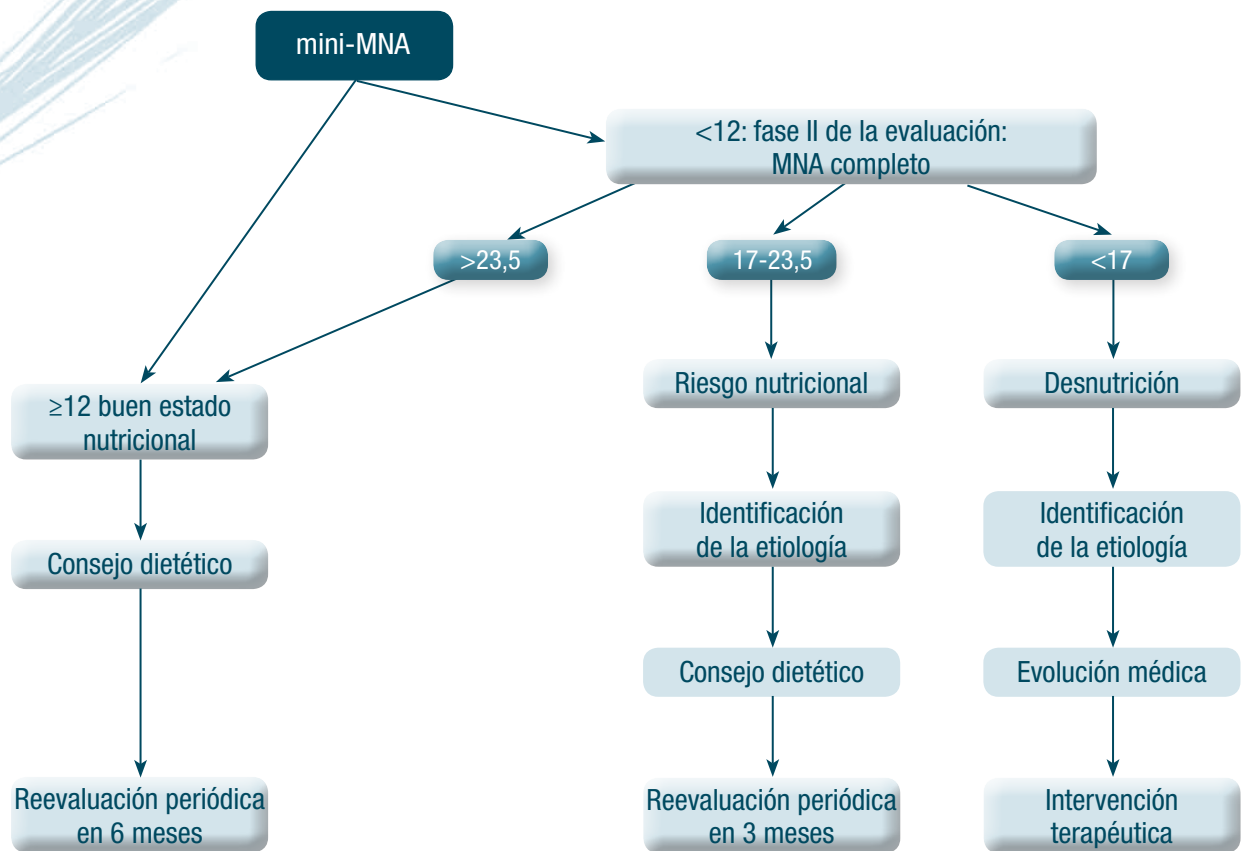 mini-MNA
<12: fase II de la evaluación:
MNA completo
>23,5
17-23,5
<17
≥12 buen estado
nutricional
Riesgo nutricional
Desnutrición
Consejo dietético
Identificación
de la etiología
Identificación
de la etiología
Consejo dietético
Evolución médica
Reevaluación periódica
en 6 meses
Reevaluación periódica
en 3 meses
Intervención
terapéutica